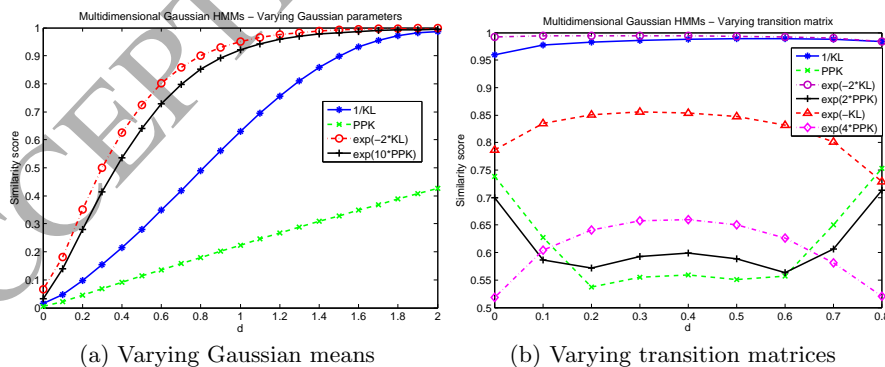 Multidimensional Gaussian HMMs – Varying Gaussian parameters
1
0.9
0.8
0.7
0.6
0.5
0.4
0.3
0.2
0.1
0
Similarity score
1/KL
PPK
exp(−2*KL)
exp(10*PPK)
0 0.2 0.4 0.6 0.8 1 1.2 1.4 1.6 1.8 2
d
(a) Varying Gaussian means
Multidimensional Gaussian HMMs – Varying transition matrix
1
0.95
0.9
0.85
0.8
0.75
0.7
0.65
0.6
0.55
0.5
Similarity score
1/KL
PPK
exp(−2*KL)
exp(2*PPK)
exp(−KL)
exp(4*PPK)
0 0.1 0.2 0.3 0.4 0.5 0.6 0.7 0.8
d
(b) Varying transition matrices
CCEPT